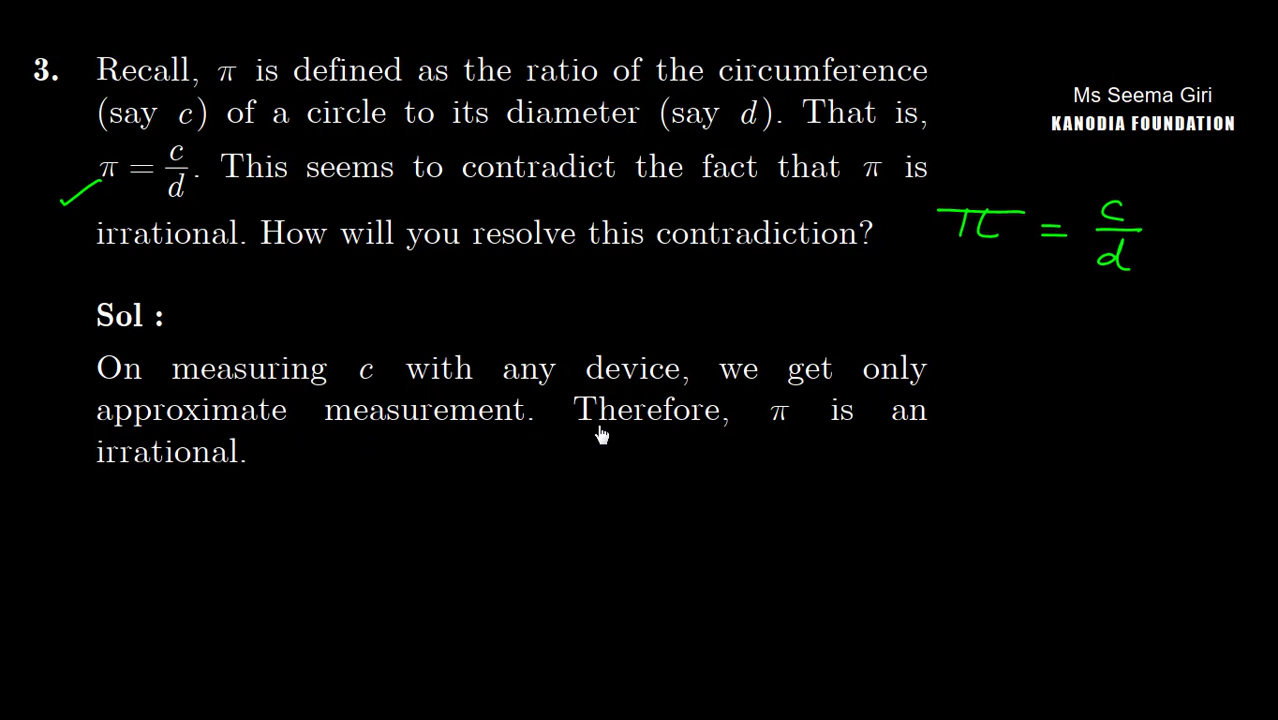 3. Recall, π is defined as the ratio of the circumference
(say c) of a circle to its diameter (say d). That is,
π = c/d. This seems to contradict the fact that π is
irrational. How will you resolve this contradiction?
Sol :
On measuring c with any device, we get only
approximate measurement. Therefore, π is an
irrational.
Ms Seema Giri
KANODIA FOUNDATION
π = c/d